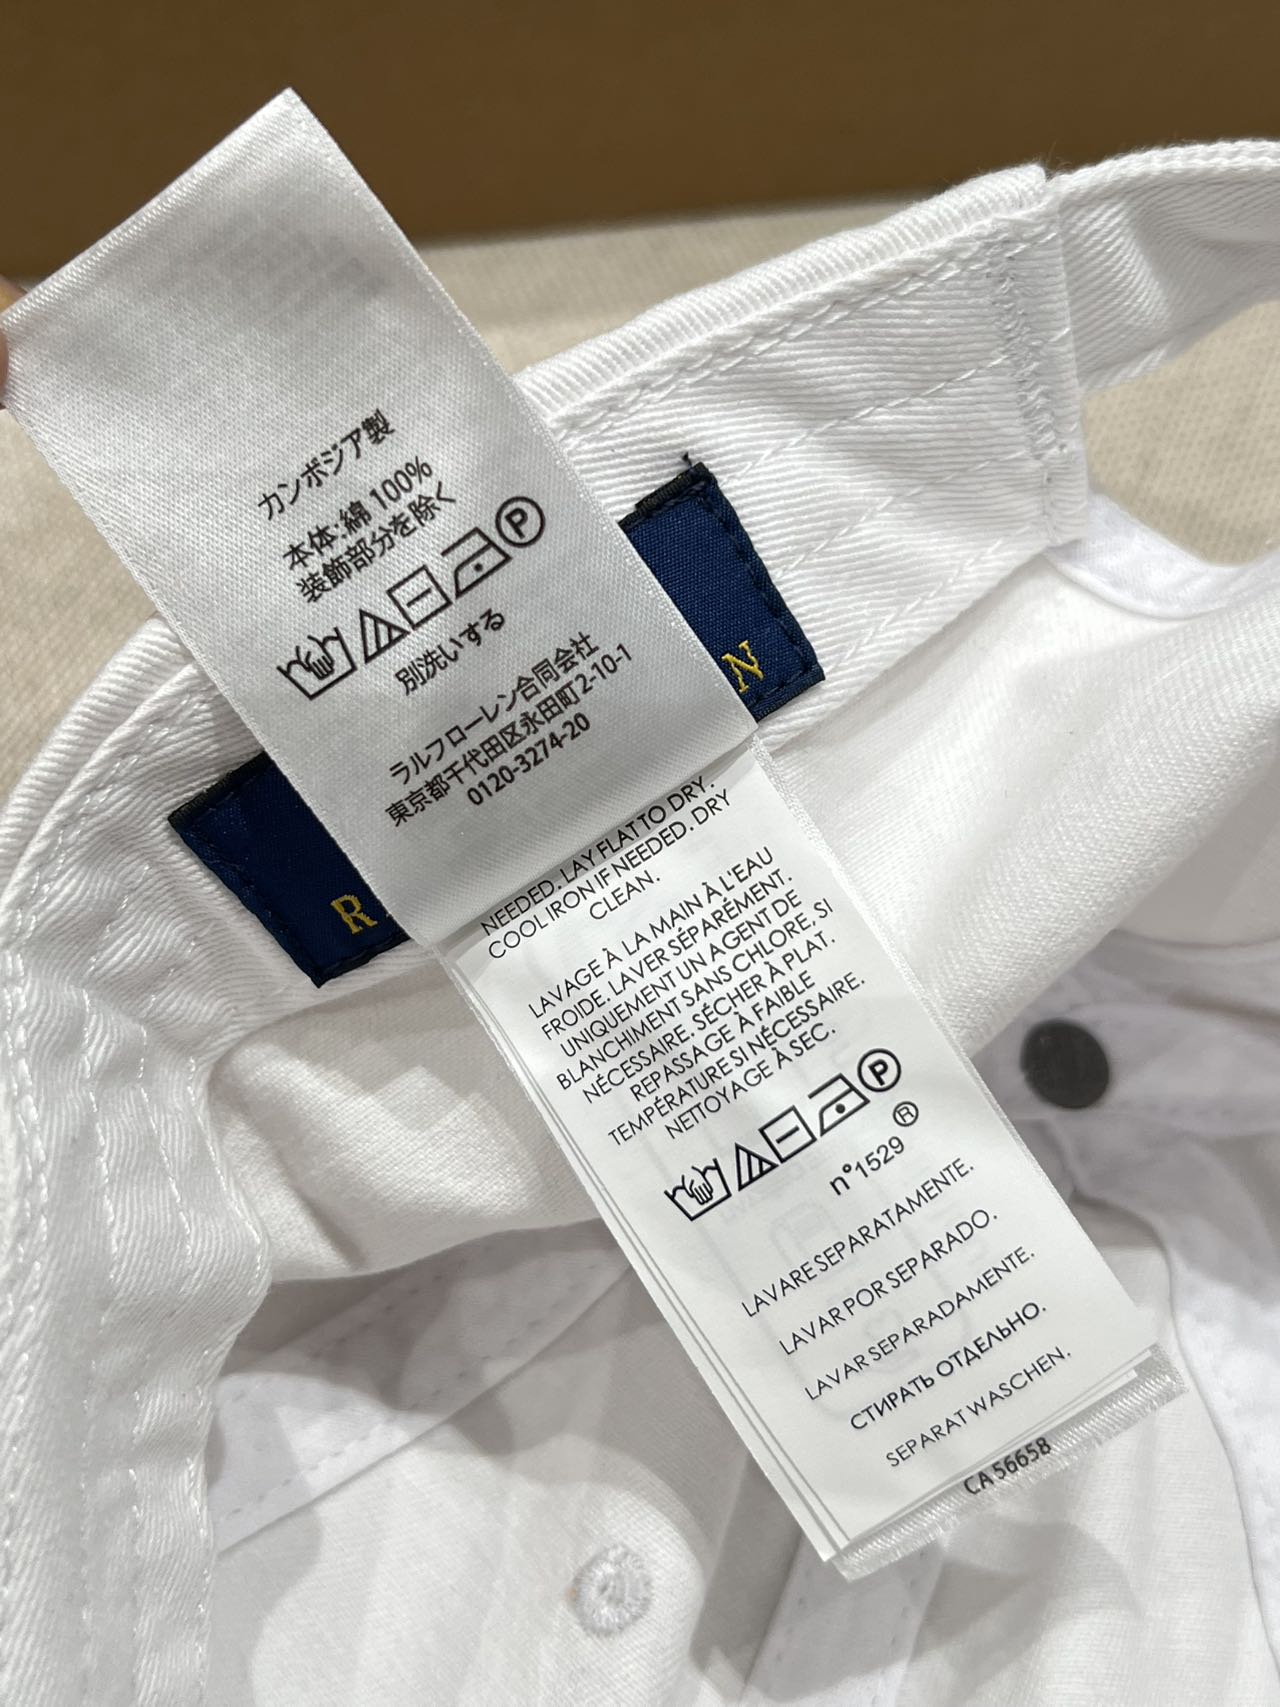 カンボジア製
本体:綿 100%
装飾部分を除く
P
別洗いする
ラルフローレン合同会社
東京都千代田区永田町 2-10-1
0120-3274-20
R
N
NEEDED. LAY FLAT TO DRY.
COOL IRON IF NEEDED. DRY
CLEAN.
LAVAGE À LA MAIN À L'EAU
FROIDE. LAVER SÉPARÉMENT.
UNIQUEMENT UN AGENT DE
BLANCHIMENT SANS CHLORE, SI
NÉCESSAIRE. SÉCHER À PLAT.
REPASSAGE À FAIBLE
TEMPÉRATURE SI NÉCESSAIRE.
NETTOYAGE À SEC.
P
®
n°1529
LAVARE SEPARATAMENTE.
LAVAR POR SEPARADO.
LAVAR SEPARADAMENTE.
СТИРАТЬ ОТДЕЛЬНО.
SEPARAT WASCHEN.
CA 56658